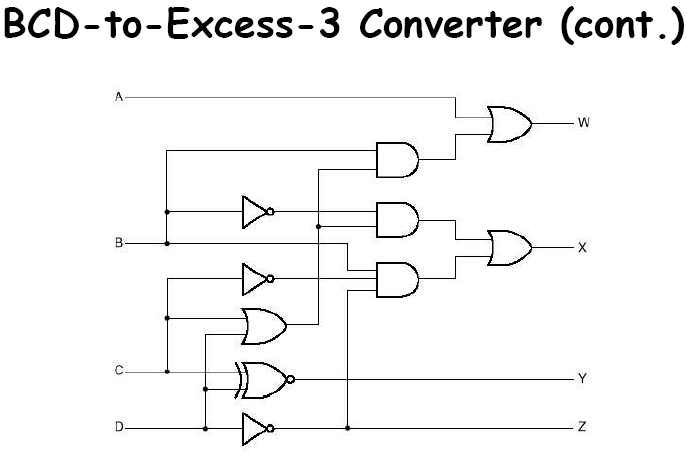 BCD-to-Excess-3 Converter (cont.)
A
W
B
X
C
Y
D
Z